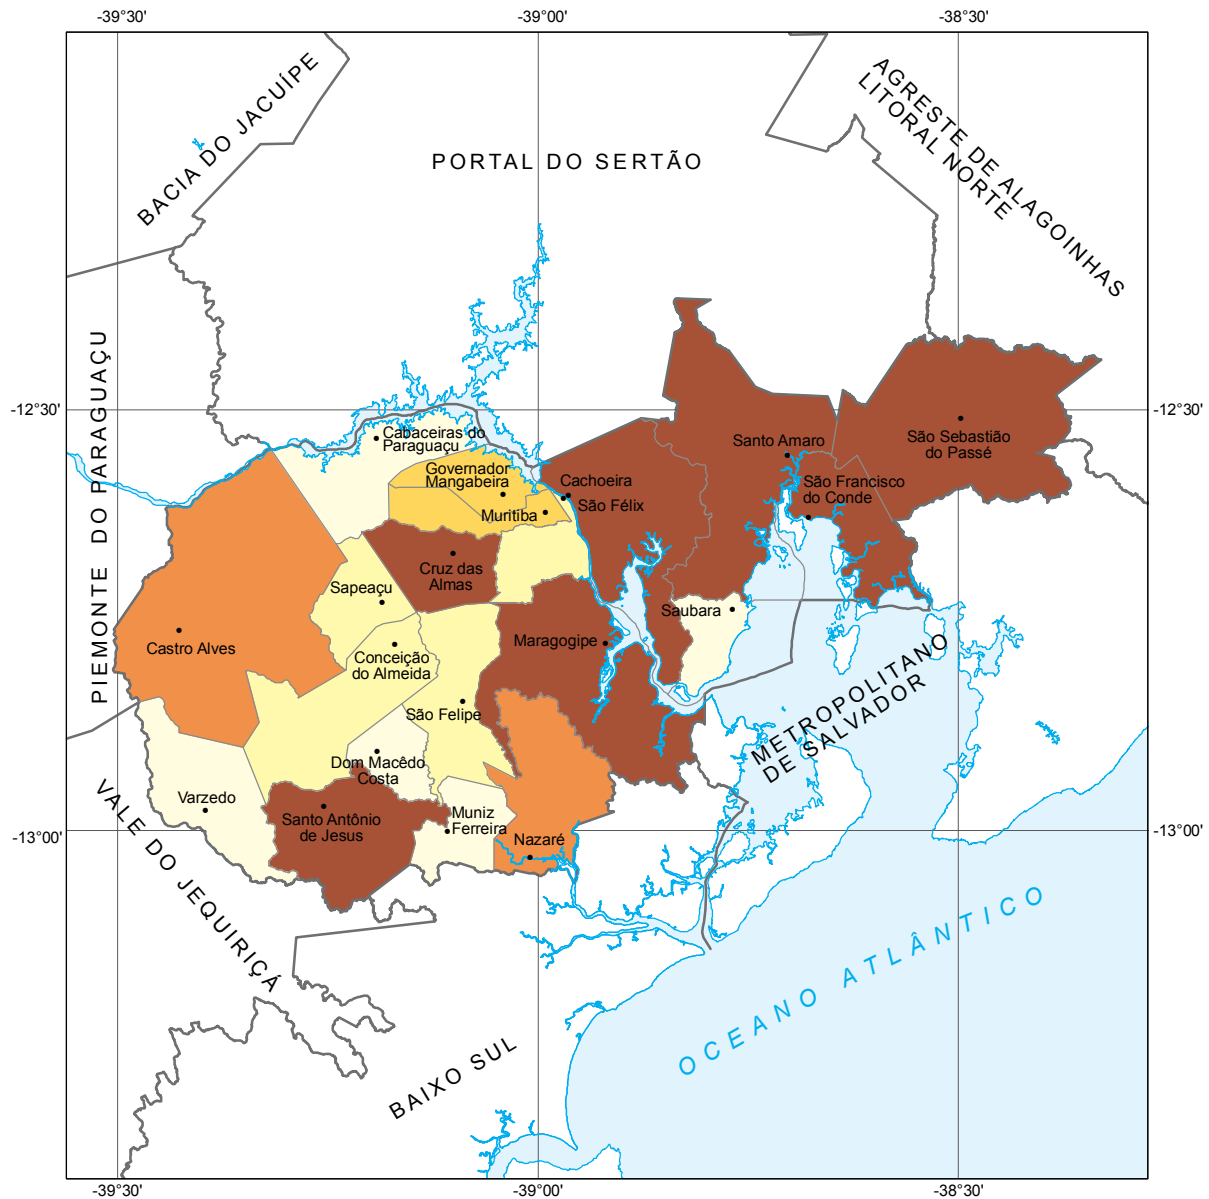 -39°30'
-39°00'
-38°30'
BACIA DO JACUÍPE
PORTAL DO SERTÃO
AGRESTE DE ALAGOINHAS
LITORAL NORTE
PIEMONTE DO PARAGUAÇU
-12°30'
-12°30'
Cabaceiras do
Paraguaçu
Governador
Mangabeira
Muritiba
Cachoeira
São Félix
Santo Amaro
São Francisco
do Conde
São Sebastião
do Passé
Cruz das
Almas
Sapeaçu
Castro Alves
Conceição
do Almeida
Maragogipe
Saubara
São Felipe
METROPOLITANO
DE SALVADOR
Dom Macêdo
Costa
Varzedo
Santo Antônio
de Jesus
Muniz
Ferreira
Nazaré
-13°00'
-13°00'
VALE DO JEQUIRIÇÁ
BAIXO SUL
OCEANO ATLÂNTICO
-39°30'
-39°00'
-38°30'